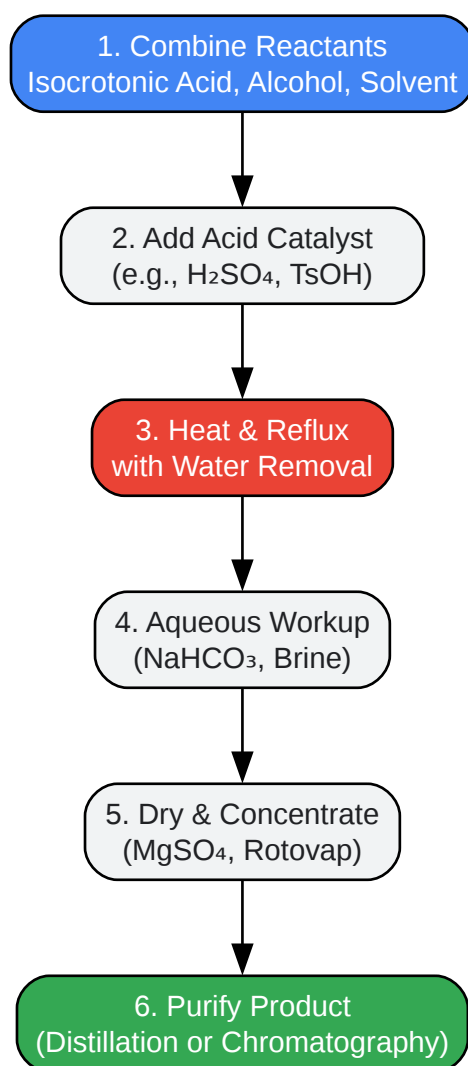 1. Combine Reactants
Isocrotonic Acid, Alcohol, Solvent
2. Add Acid Catalyst
(e.g., H₂SO₄, TsOH)
3. Heat & Reflux
with Water Removal
4. Aqueous Workup
(NaHCO₃, Brine)
5. Dry & Concentrate
(MgSO₄, Rotovap)
6. Purify Product
(Distillation or Chromatography)